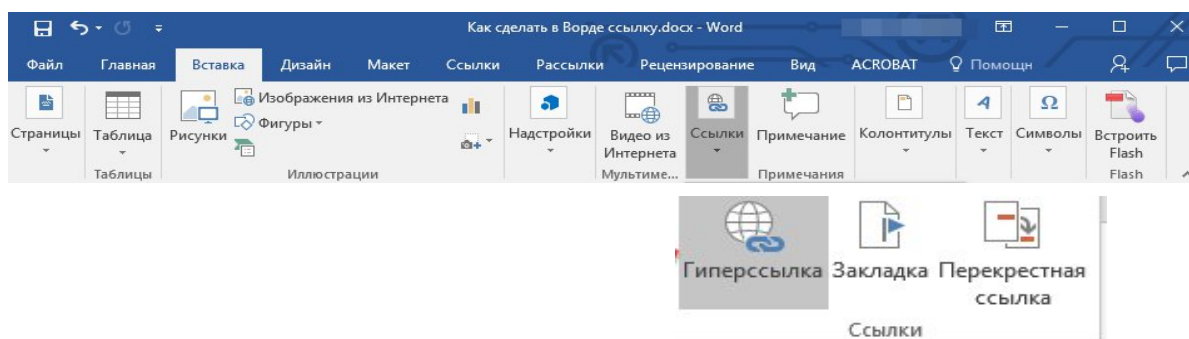 Как сделать в Ворде ссылку.docx - Word
Файл Главная Вставка Дизайн Макет Ссылки Рассылки Рецензирование Вид ACROBAT Помощн
Страницы Таблица Рисунки Изображения из Интернета Фигуры Надстройки Видео из Интернета Ссылки Примечание Колонтитулы Текст Символы Встроить Flash
Таблицы Иллюстрации Мультиме... Примечания Flash
Гиперссылка Закладка Перекрестная
ссылка
Ссылки